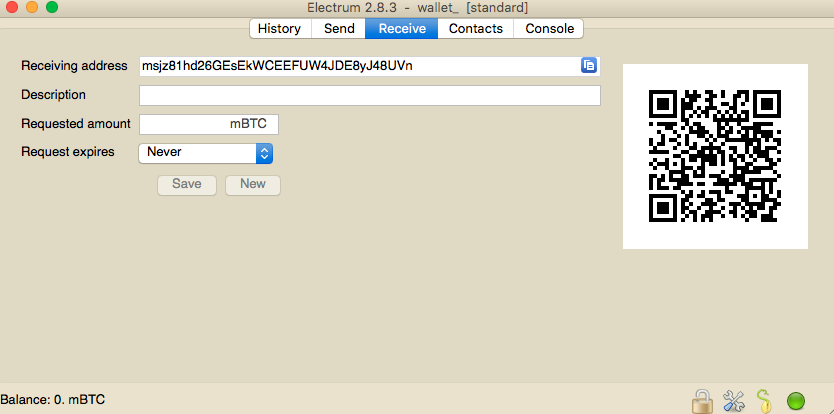 Electrum 2.8.3 - wallet_ [standard]
History Send Receive Contacts Console
Receiving address msjz81hd26GEsEkWCEEFUW4JDE8yJ48UVn
Description
Requested amount mBTC
Request expires Never
Save New
Balance: 0. mBTC